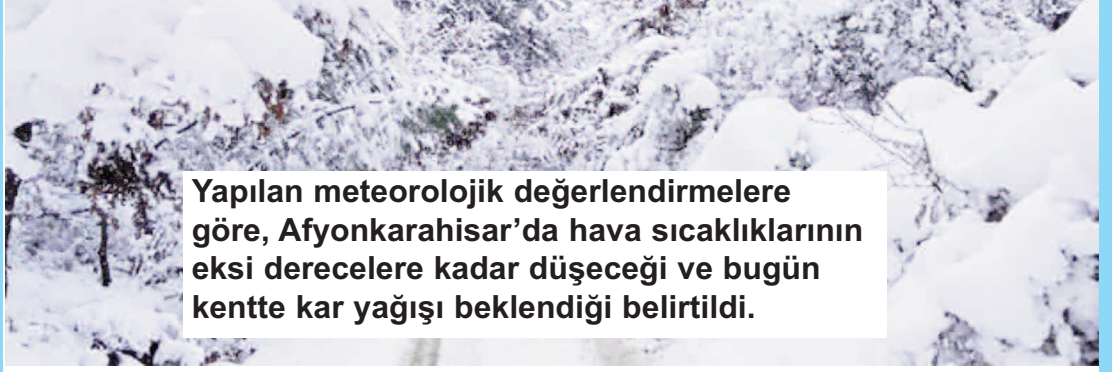 Yapılan meteorolojik değerlendirmelere
göre, Afyonkarahisar’da hava sıcaklıklarının
eksi derecelere kadar düşeceği ve bugün
kentte kar yağışı beklendiği belirtildi.